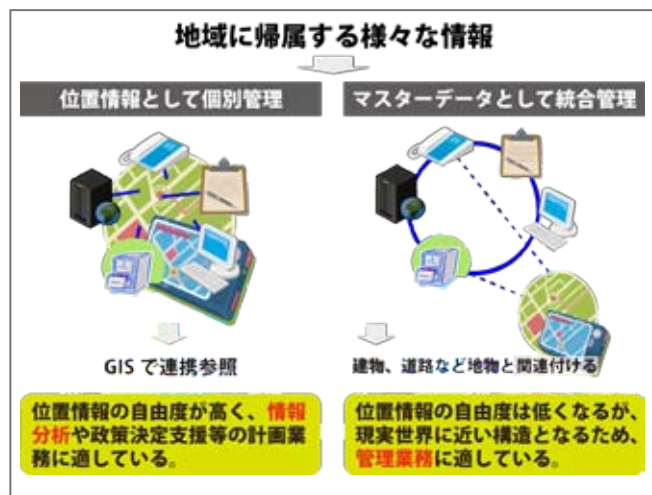 地域に帰属する様々な情報
位置情報として個別管理
マスターデータとして統合管理
GIS で連携参照
建物、道路など地物と関連付ける
位置情報の自由度が高く、情報
分析や政策決定支援等の計画業
務に適している。
位置情報の自由度は低くなるが、
現実世界に近い構造となるため、
管理業務に適している。